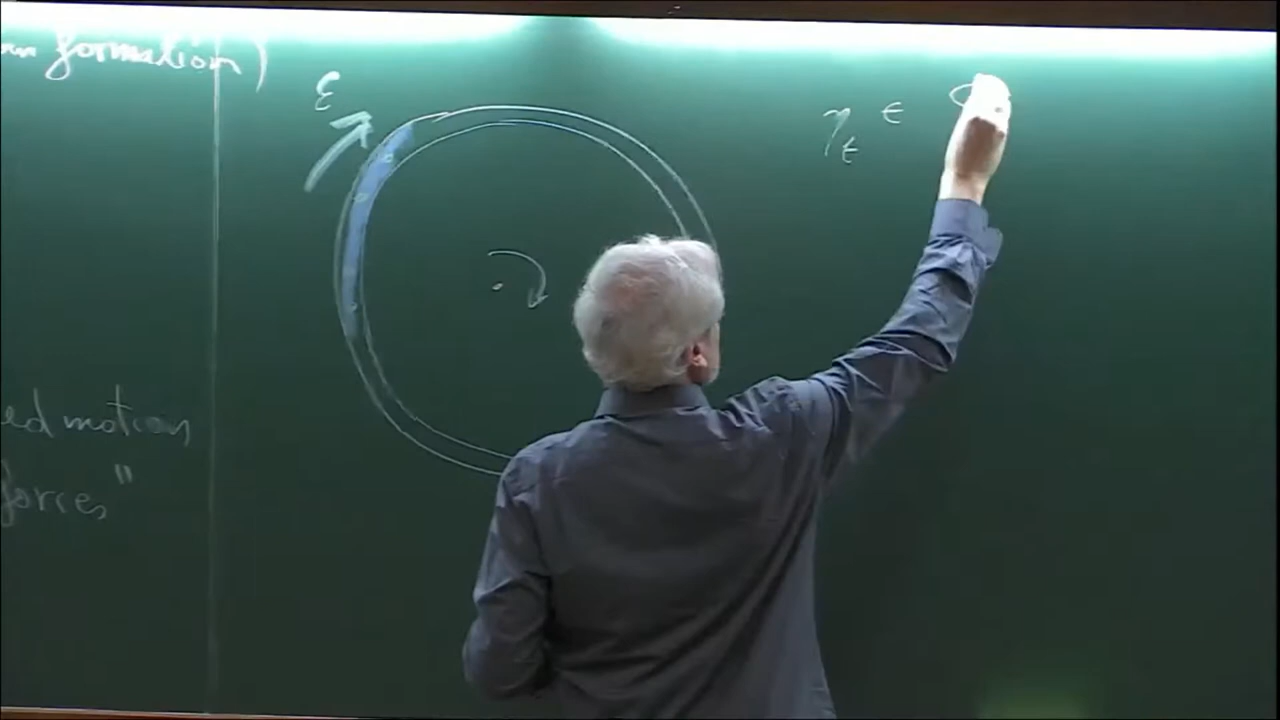 formation)
ε
η_t ∈
ed motion
forces"